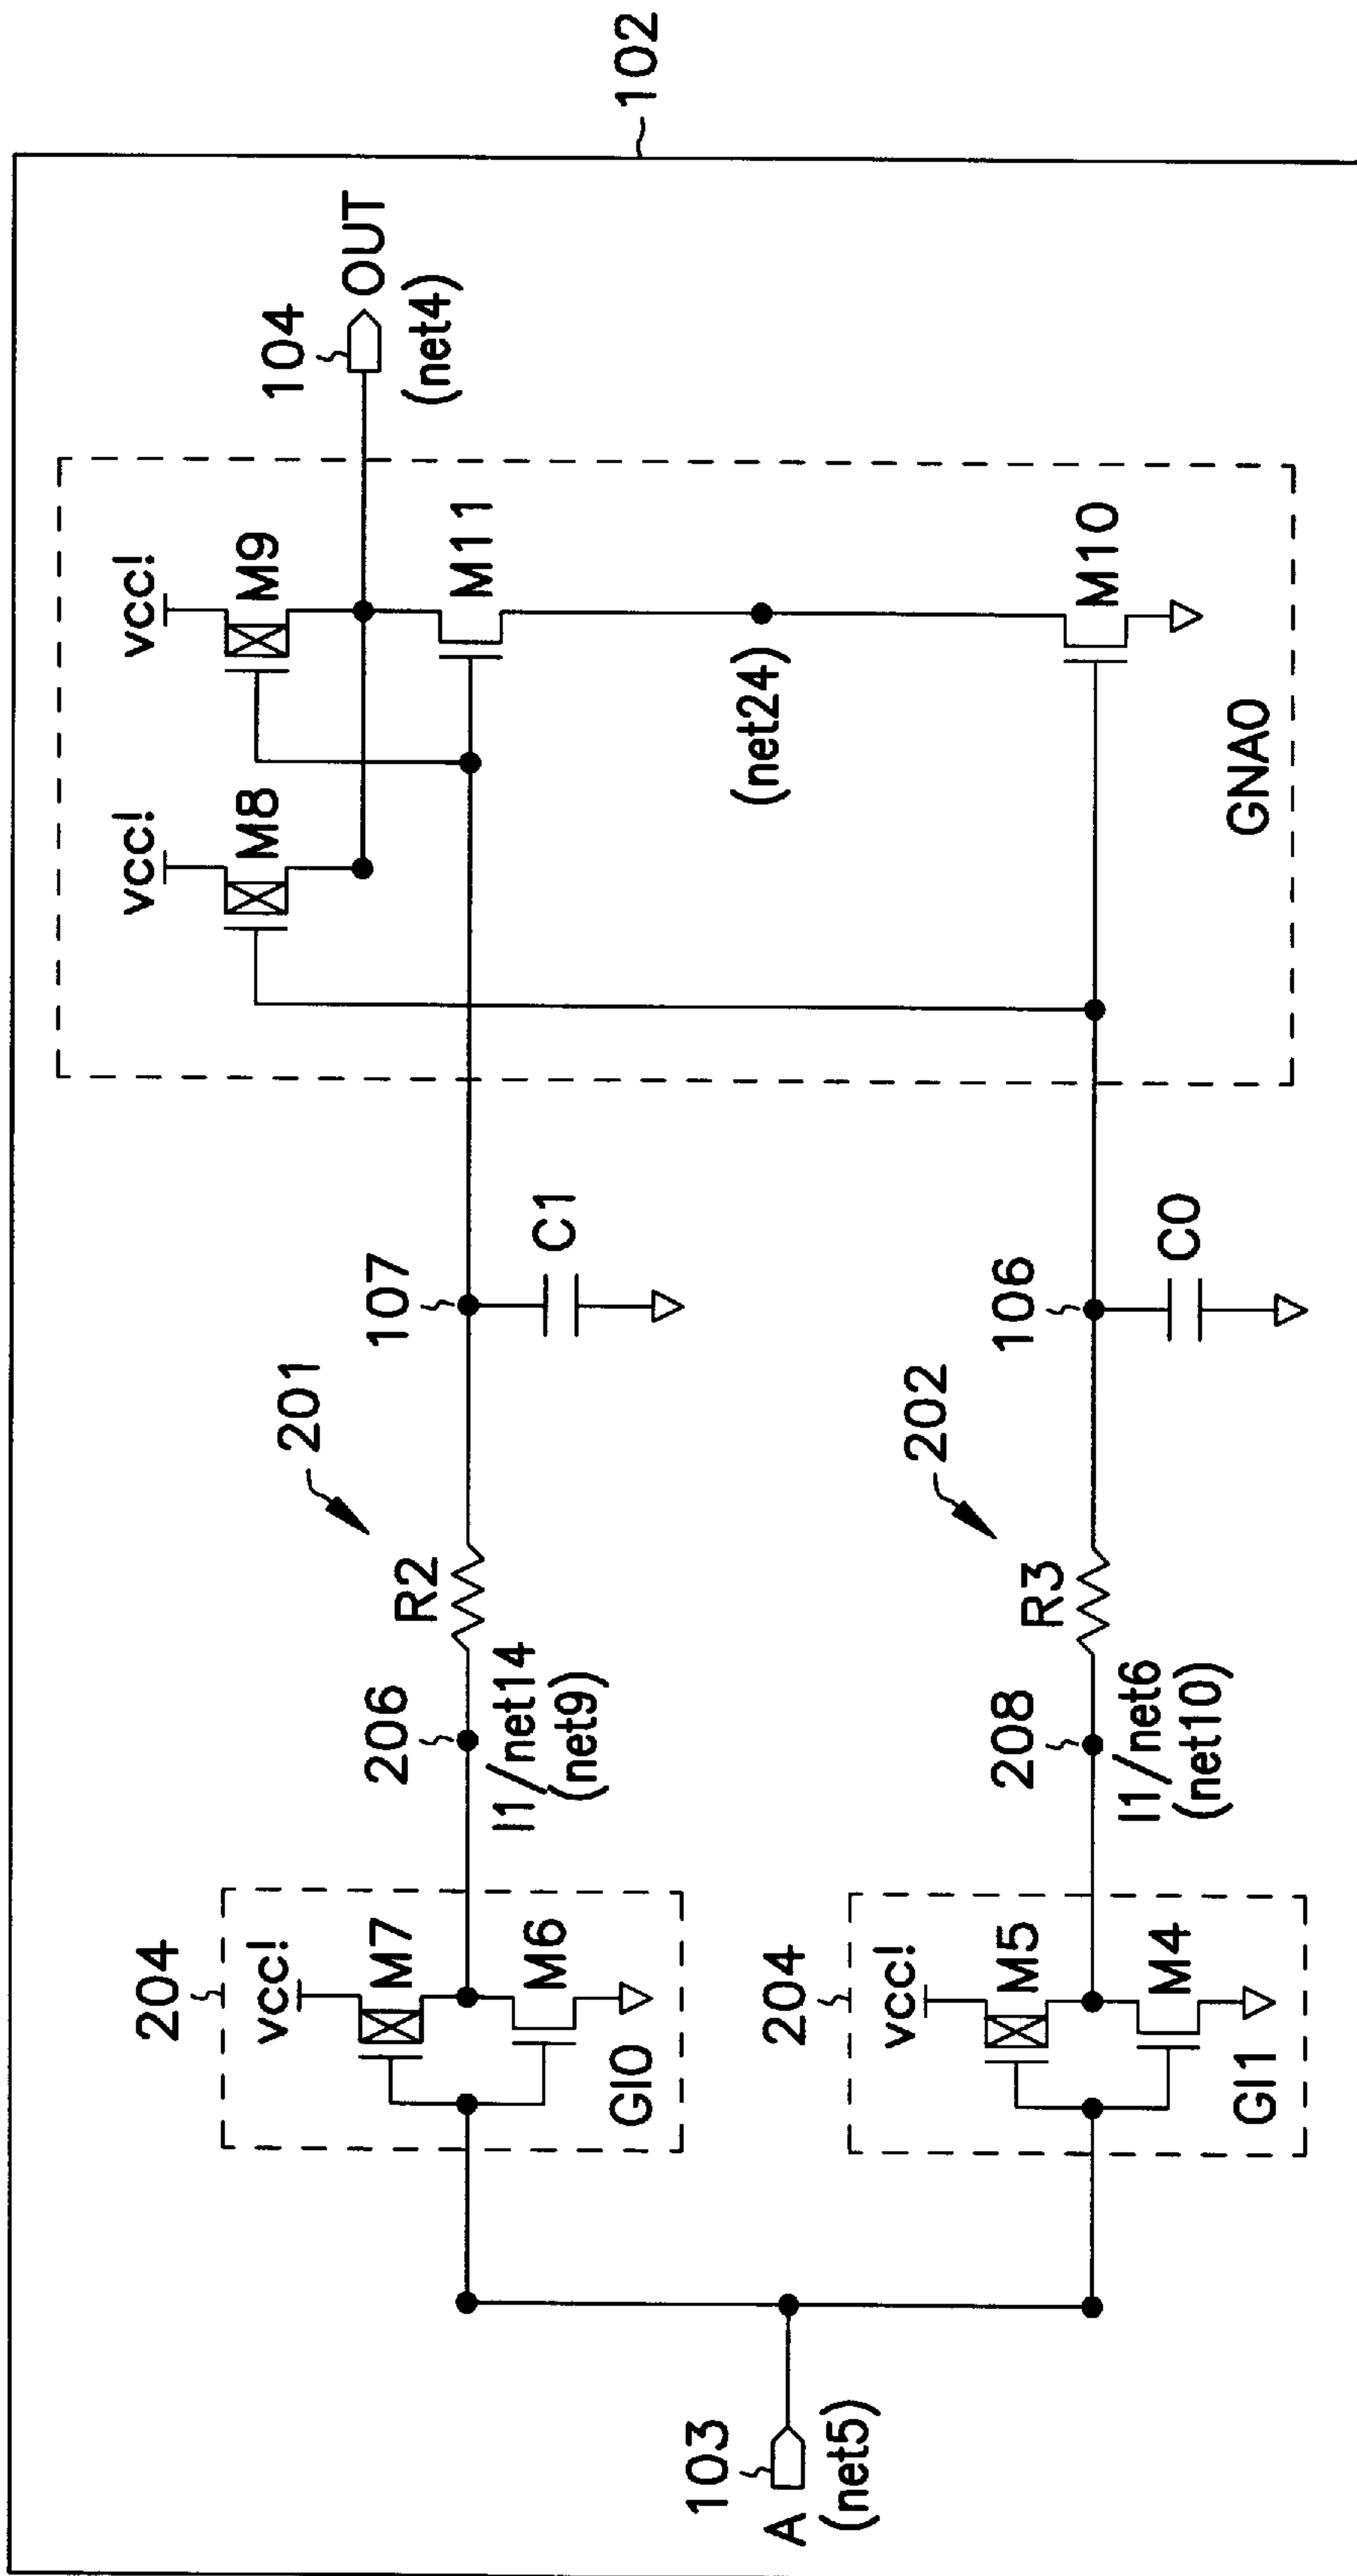 102
104
OUT
(net4)
vcc!
M9
vcc!
M8
M11
(net24)
M10
GNA0
107
C1
106
C0
201
R2
202
R3
206
I1/net14
(net9)
208
I1/net6
(net10)
204
vcc!
M7
M6
GI0
204
vcc!
M5
M4
GI1
103
A
(net5)